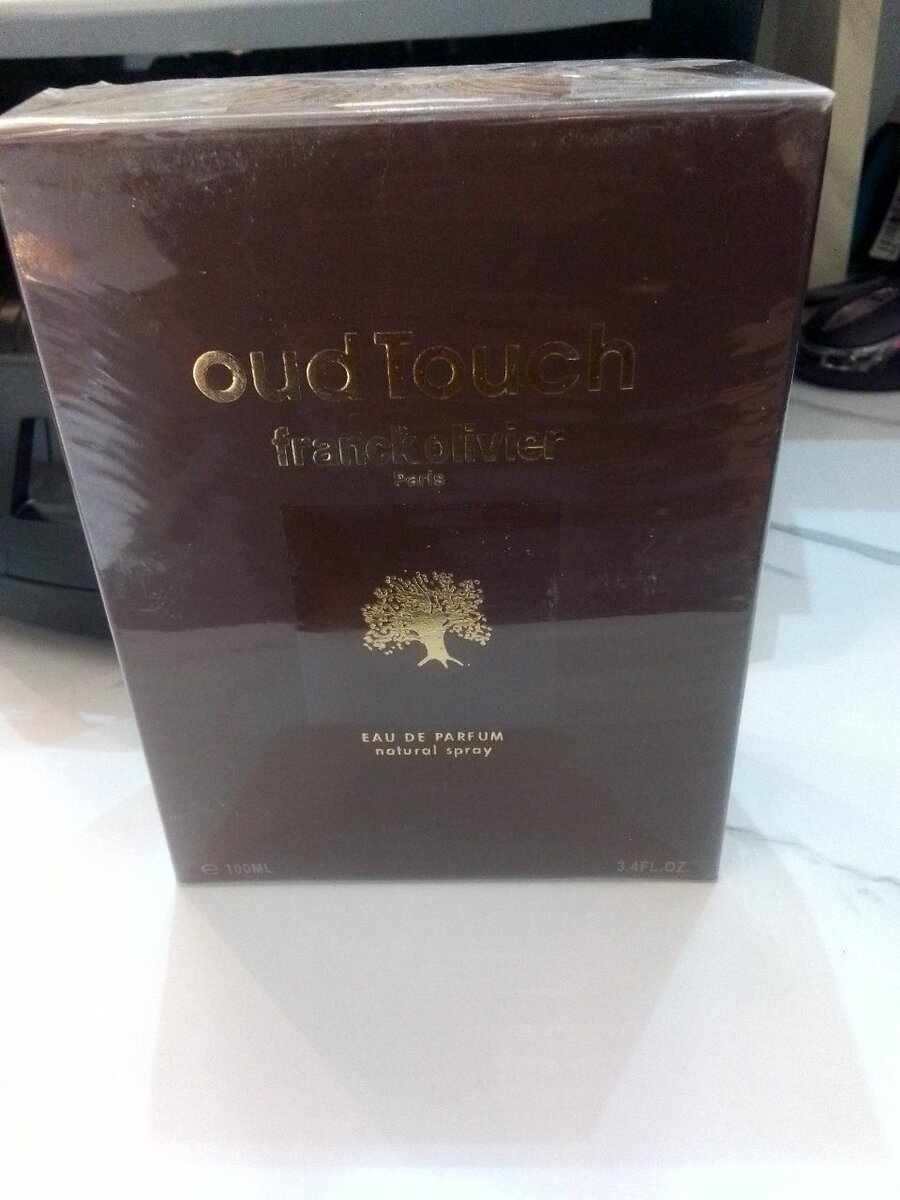 oud Touch
franck olivier
Paris
EAU DE PARFUM
natural spray
℮ 100ML
3.4FL.OZ.